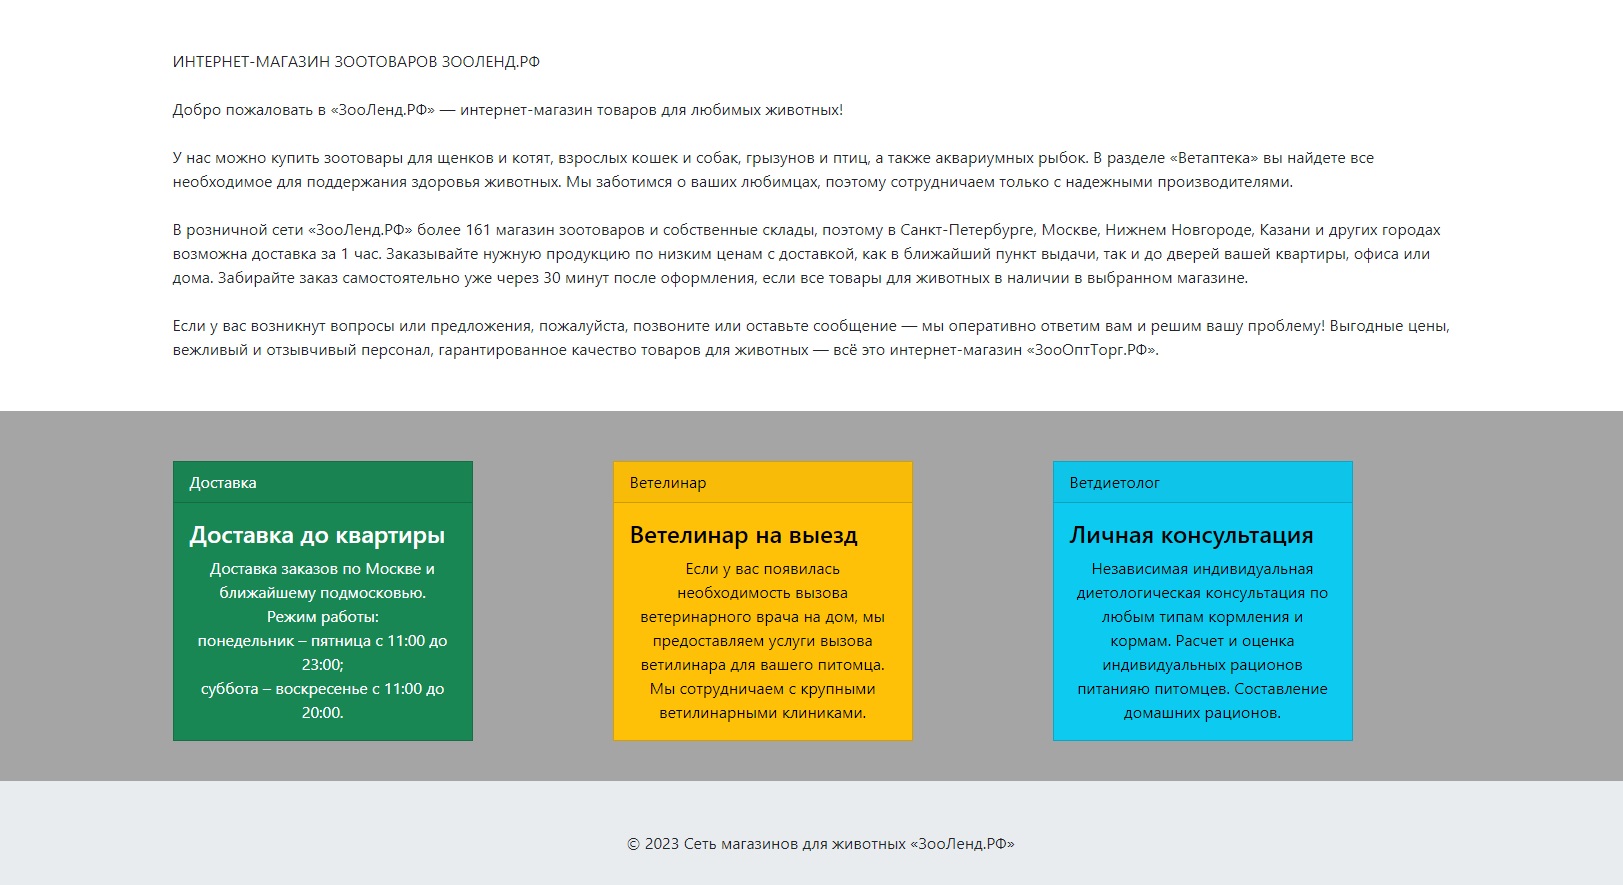 ИНТЕРНЕТ-МАГАЗИН ЗООТОВАРОВ ЗООЛЕНД.РФ
Добро пожаловать в «ЗооЛенд.РФ» — интернет-магазин товаров для любимых животных!
У нас можно купить зоотовары для щенков и котят, взрослых кошек и собак, грызунов и птиц, а также аквариумных рыбок. В разделе «Ветаптека» вы найдете все
необходимое для поддержания здоровья животных. Мы заботимся о ваших любимцах, поэтому сотрудничаем только с надежными производителями.
В розничной сети «ЗооЛенд.РФ» более 161 магазин зоотоваров и собственные склады, поэтому в Санкт-Петербурге, Москве, Нижнем Новгороде, Казани и других городах
возможна доставка за 1 час. Заказывайте нужную продукцию по низким ценам с доставкой, как в ближайший пункт выдачи, так и до дверей вашей квартиры, офиса или
дома. Забирайте заказ самостоятельно уже через 30 минут после оформления, если все товары для животных в наличии в выбранном магазине.
Если у вас возникнут вопросы или предложения, пожалуйста, позвоните или оставьте сообщение — мы оперативно ответим вам и решим вашу проблему! Выгодные цены,
вежливый и отзывчивый персонал, гарантированное качество товаров для животных — всё это интернет-магазин «ЗооОптТорг.РФ».
Доставка
Доставка до квартиры
Доставка заказов по Москве и
ближайшему подмосковью.
Режим работы:
понедельник – пятница с 11:00 до
23:00;
суббота – воскресенье с 11:00 до
20:00.
Ветелинар
Ветелинар на выезд
Если у вас появилась
необходимость вызова
ветеринарного врача на дом, мы
предоставляем услуги вызова
ветилинара для вашего питомца.
Мы сотрудничаем с крупными
ветилинарными клиниками.
Ветдиетолог
Личная консультация
Независимая индивидуальная
диетологическая консультация по
любым типам кормления и
кормам. Расчет и оценка
индивидуальных рационов
питанияю питомцев. Составление
домашних рационов.
© 2023 Сеть магазинов для животных «ЗооЛенд.РФ»